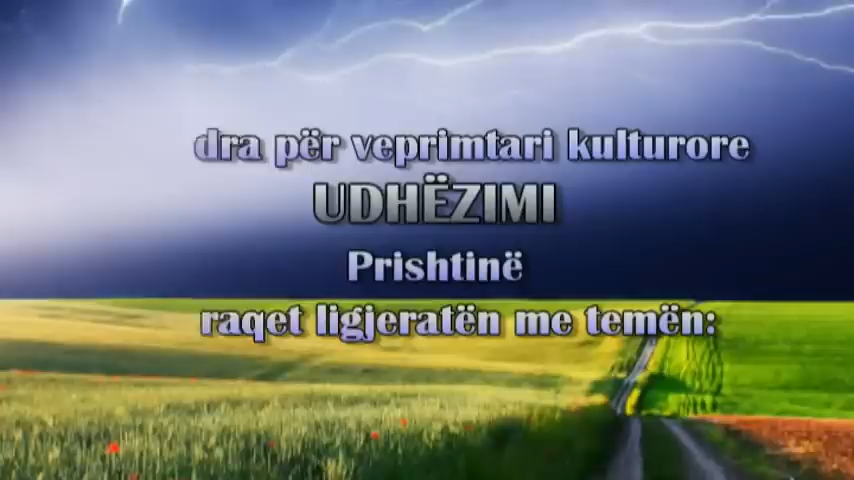 dra për veprimtari kulturore
UDHËZIMI
Prishtinë
raqet ligjeratën me temën: